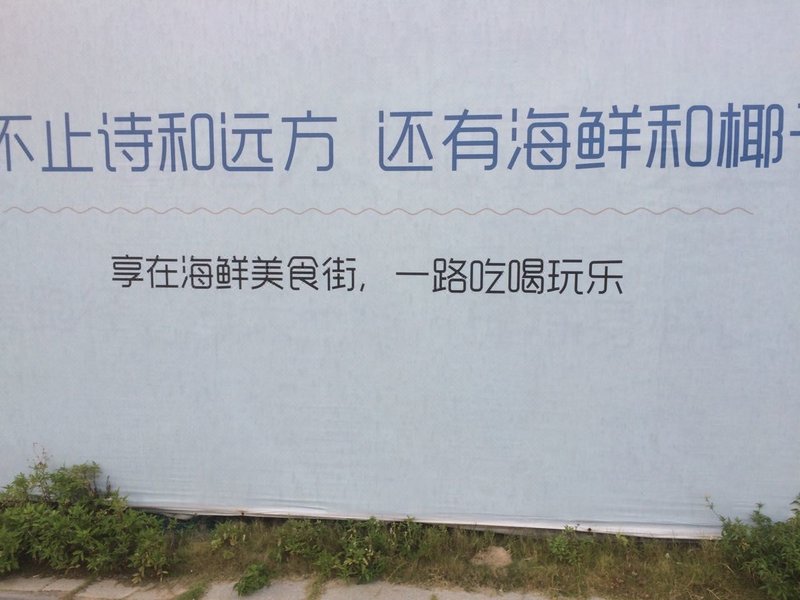 不止诗和远方 还有海鲜和椰
享在海鲜美食街，一路吃喝玩乐